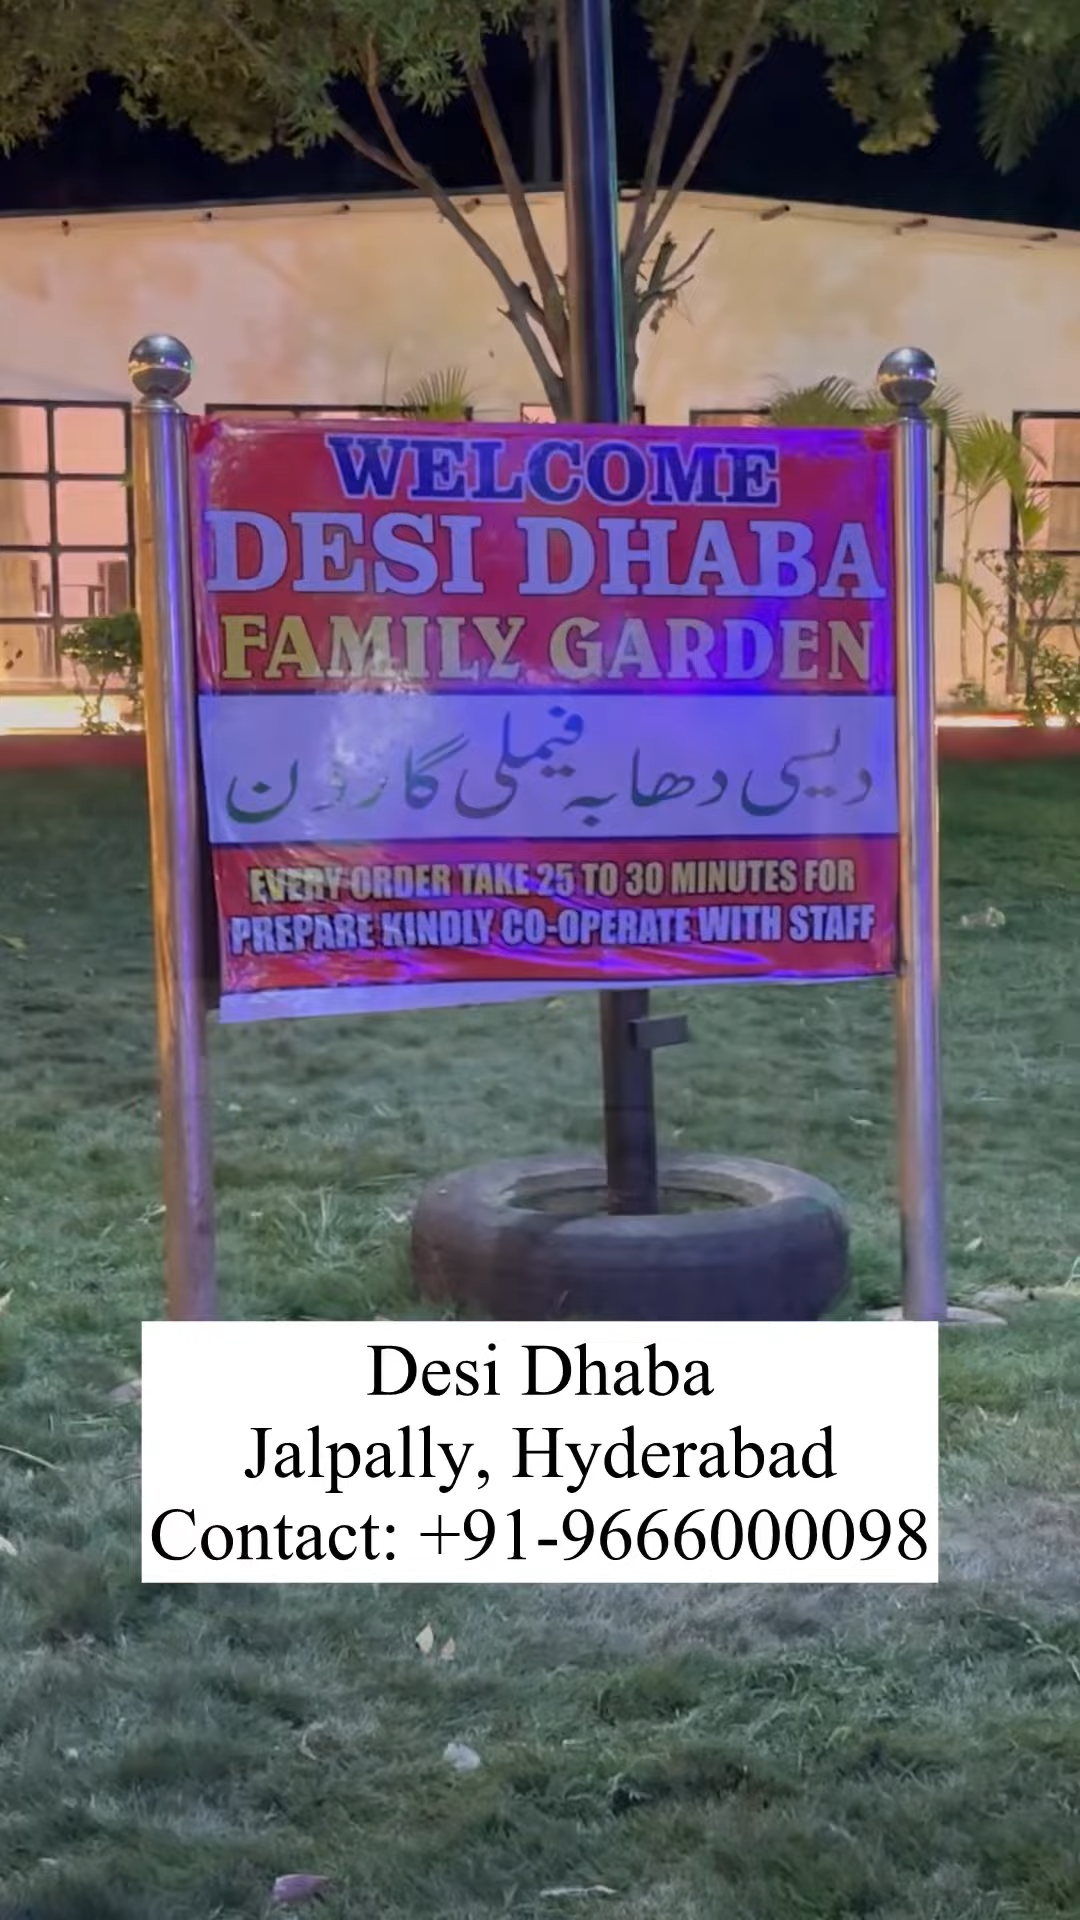 WELCOME
DESI DHABA
FAMILY GARDEN
دیسی دھابہ فیملی گارڈن
EVERY ORDER TAKE 25 TO 30 MINUTES FOR
PREPARE KINDLY CO-OPERATE WITH STAFF
Desi Dhaba
Jalpally, Hyderabad
Contact: +91-9666000098